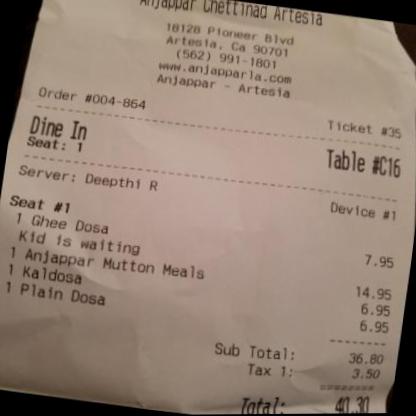 Anjappar Chettinad Artesia
18128 Pioneer Blvd
Artesia, Ca 90701
(562) 991-1801
www.anjapparla.com
Anjappar - Artesia
Order #004-864 Ticket #35
Dine In Table #C16
Seat: 1
Server: Deepthi R Device #1
Seat #1
1 Ghee Dosa 7.95
Kid is waiting
1 Anjappar Mutton Meals 14.95
1 Kaldosa 6.95
1 Plain Dosa 6.95
Sub Total: 36.80
Tax 1: 3.50
Total: 40.30